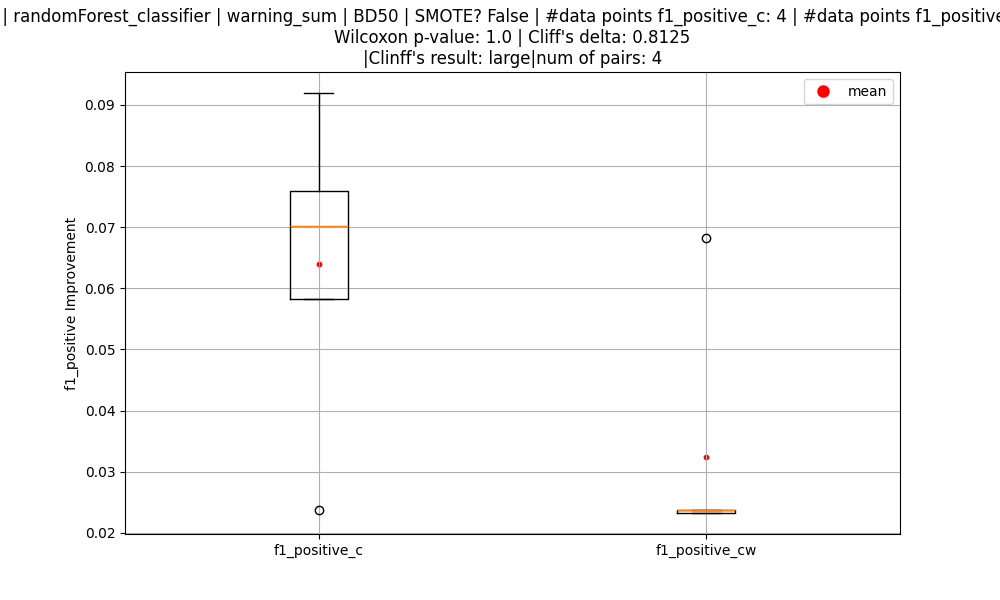 | randomForest_classifier | warning_sum | BD50 | SMOTE? False | #data points f1_positive_c: 4 | #data points f1_positive
Wilcoxon p-value: 1.0 | Cliff's delta: 0.8125
|Clinff's result: large|num of pairs: 4
mean
0.09
0.08
0.07
0.06
0.05
0.04
0.03
0.02
f1_positive Improvement
f1_positive_c
f1_positive_cw